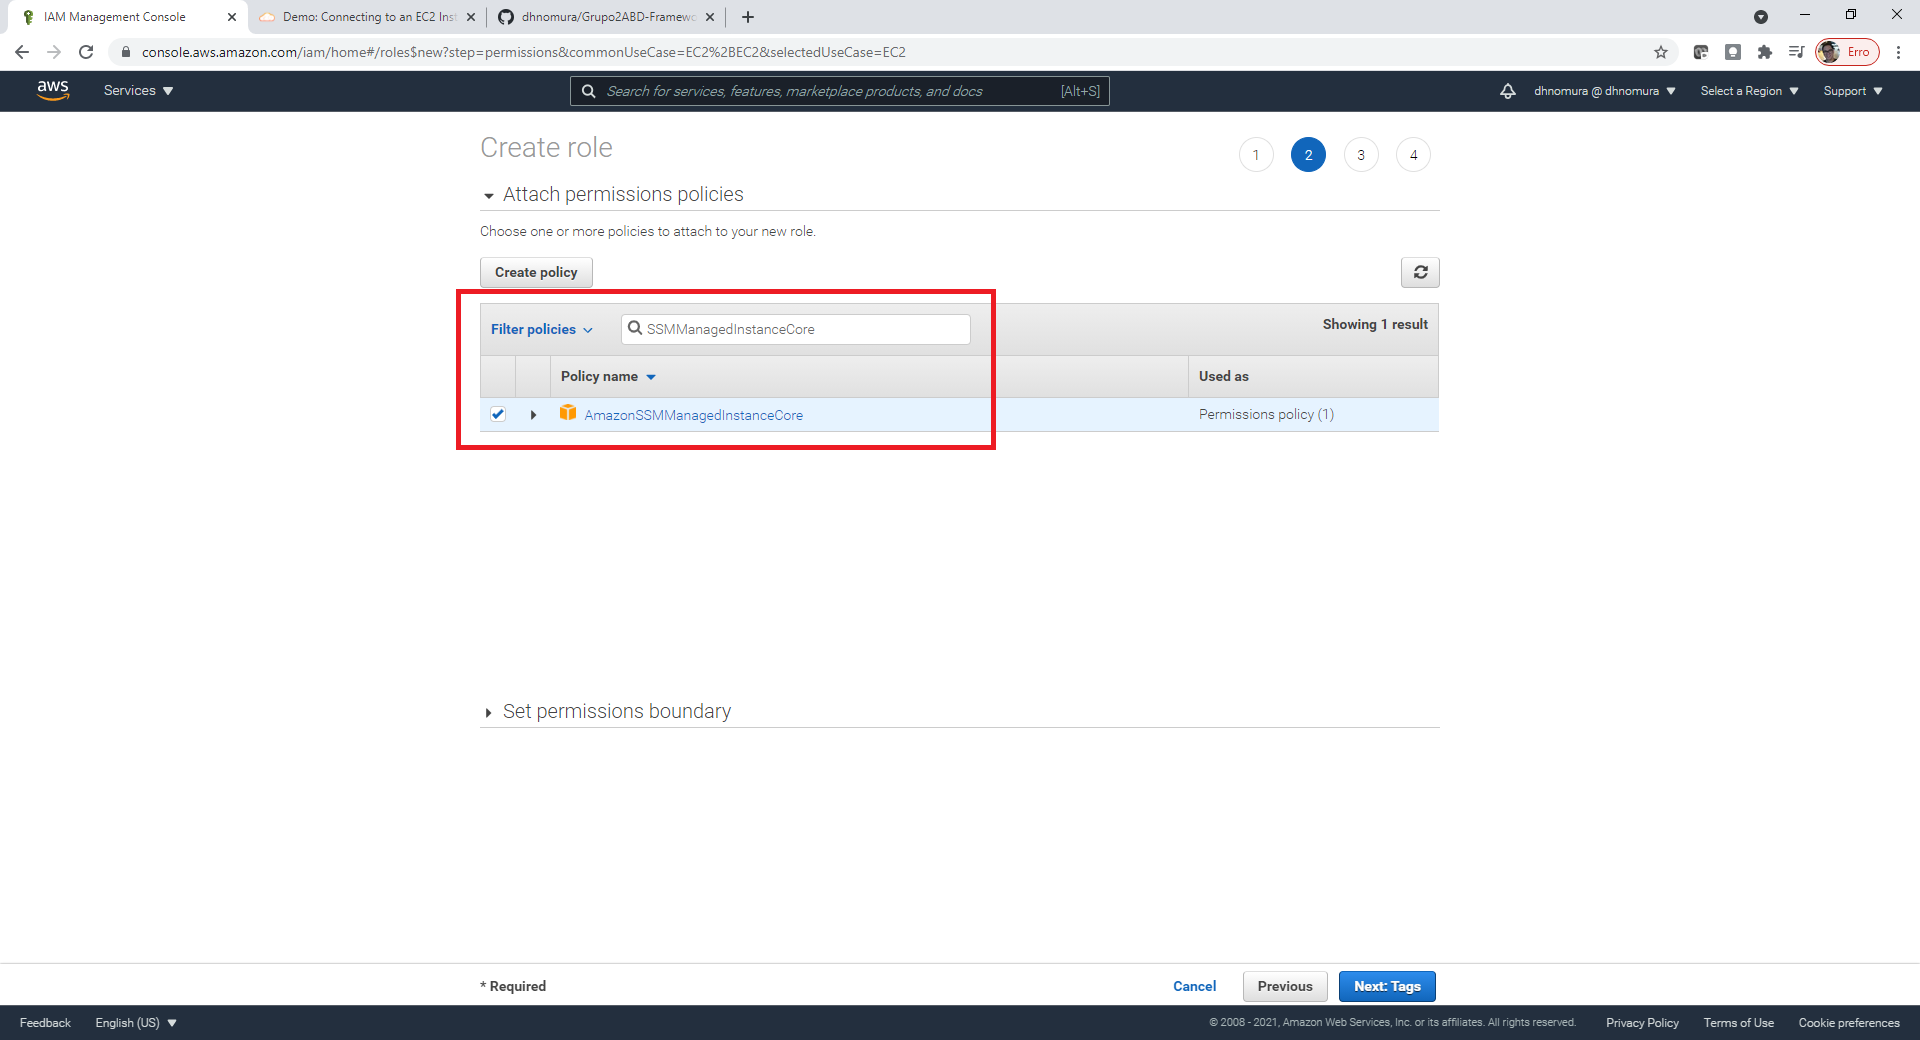 IAM Management Console
Demo: Connecting to an EC2 Inst
dhnomura/Grupo2ABD-Framewo
console.aws.amazon.com/iam/home#/roles$new?step=permissions&commonUseCase=EC2%2BEC2&selectedUseCase=EC2
Erro
aws
Services
Search for services, features, marketplace products, and docs
[Alt+S]
dhnomura @ dhnomura
Select a Region
Support
Create role
1
2
3
4
Attach permissions policies
Choose one or more policies to attach to your new role.
Create policy
Filter policies
SSMManagedInstanceCore
Showing 1 result
Policy name
Used as
AmazonSSMManagedInstanceCore
Permissions policy (1)
Set permissions boundary
* Required
Cancel
Previous
Next: Tags
Feedback
English (US)
© 2008 - 2021, Amazon Web Services, Inc. or its affiliates. All rights reserved.
Privacy Policy
Terms of Use
Cookie preferences